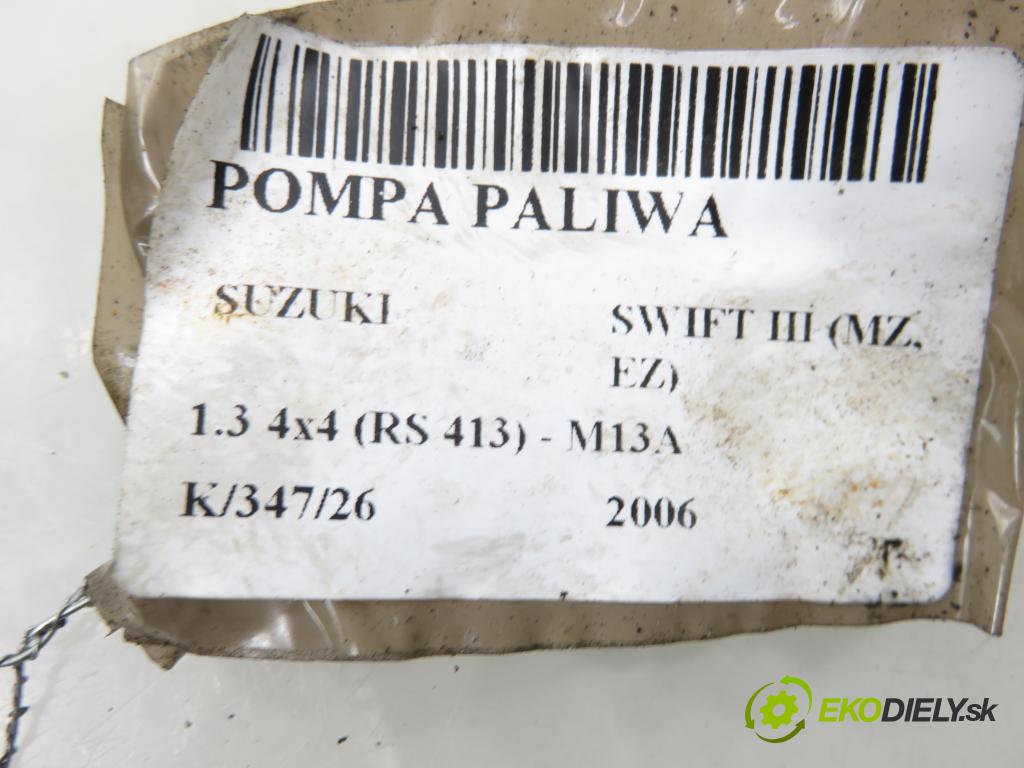 POMPA PALIWA
SUZUKI
SWIFT III (MZ,
EZ)
1.3 4x4 (RS 413) - M13A
K/347/26
2006
EKODIELY.sk